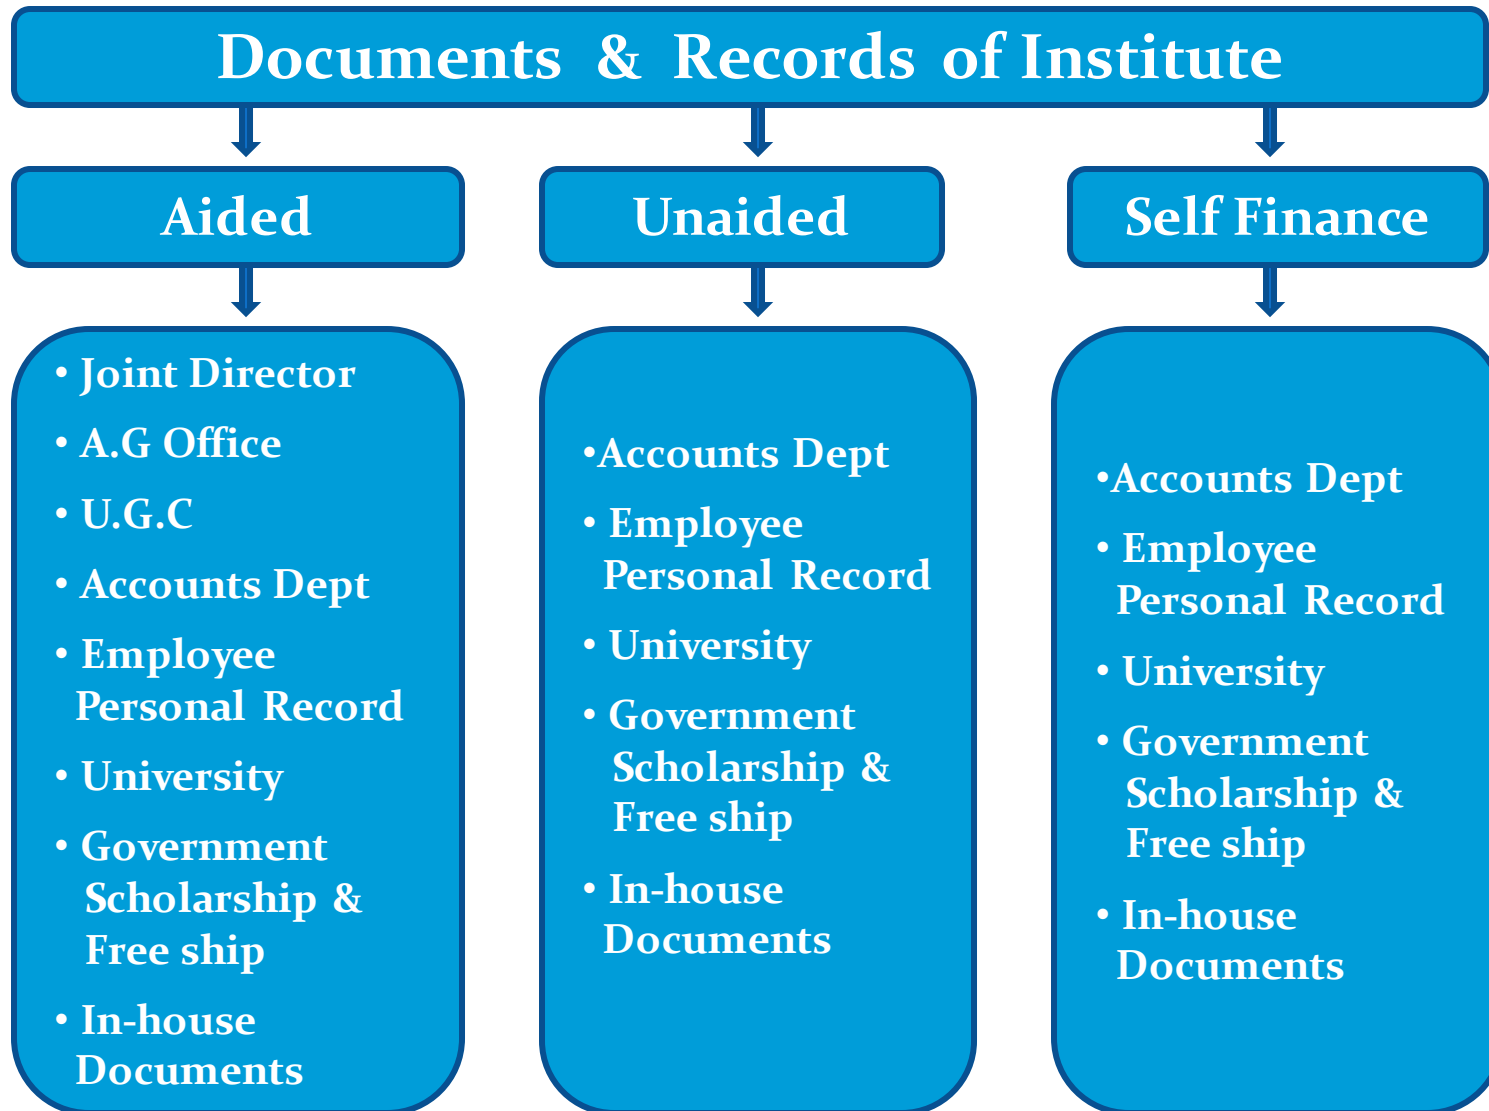 Documents & Records of Institute
Aided
Unaided
Self Finance
• Joint Director
• A.G Office
• U.G.C
• Accounts Dept
• Employee
Personal Record
• University
• Government
Scholarship &
Free ship
• In-house
Documents
•Accounts Dept
• Employee
Personal Record
• University
• Government
Scholarship &
Free ship
• In-house
Documents
•Accounts Dept
• Employee
Personal Record
• University
• Government
Scholarship &
Free ship
• In-house
Documents